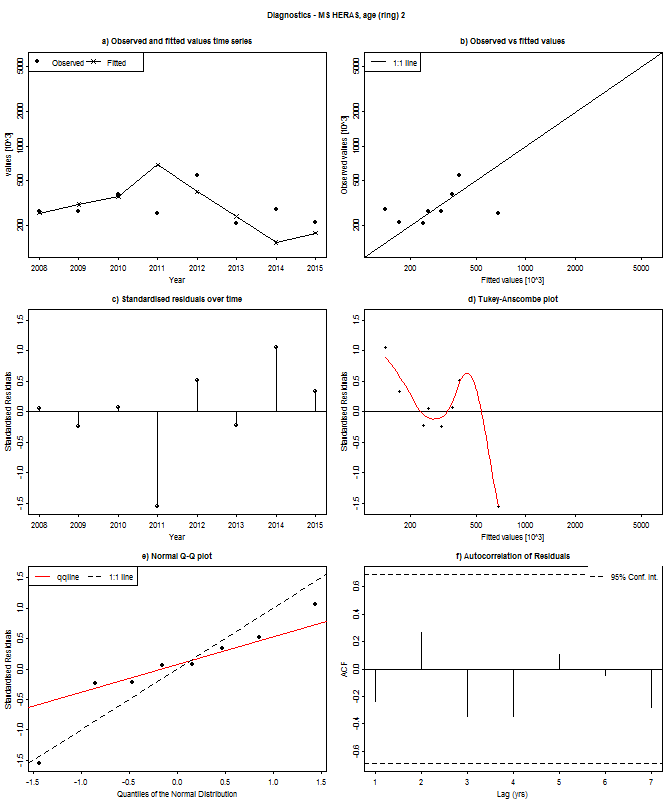 Diagnostics - MS HERAS, age (ring) 2
a) Observed and fitted values time series
Observed Fitted
values [10^3]
200 500 100 200 500
2008 2009 2010 2011 2012 2013 2014 2015
Year
b) Observed vs fitted values
1:1 line
Observed values [10^3]
200 500 100 200 500
200 500 1000 2000 5000
Fitted values [10^3]
c) Standardised residuals over time
Standardised Residuals
-1.5 -1.0 -0.5 0.0 0.5 1.0 1.5
2008 2009 2010 2011 2012 2013 2014 2015
Year
d) Tukey-Anscombe plot
Standardised Residuals
-1.5 -1.0 -0.5 0.0 0.5 1.0 1.5
200 500 1000 2000 5000
Fitted values [10^3]
e) Normal Q-Q plot
qqline 1:1 line
Standardised Residuals
-1.5 -1.0 -0.5 0.0 0.5 1.0 1.5
-1.5 -1.0 -0.5 0.0 0.5 1.0 1.5
Quantiles of the Normal Distribution
f) Autocorrelation of Residuals
95% Conf. Int.
ACF
-0.6 -0.4 -0.2 0.0 0.2 0.4 0.6
1 2 3 4 5 6 7
Lag (yrs)